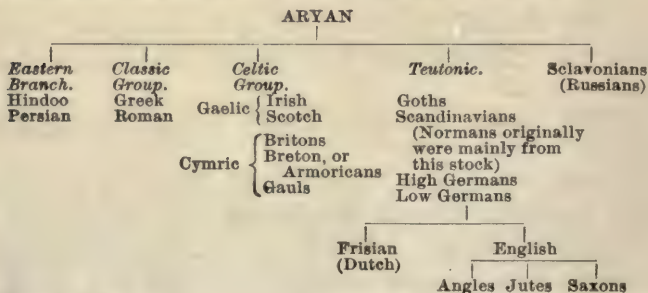 ARYAN
Eastern Branch.
Hindoo
Persian
Classic Group.
Greek
Roman
Celtic Group.
Gaelic { Irish
Scotch
Cymric { Britons
Breton, or
Armoricans
Gauls
Teutonic.
Goths
Scandinavians
(Normans originally
were mainly from
this stock)
High Germans
Low Germans
Sclavonians
(Russians)
Frisian
(Dutch)
English
Angles Jutes Saxons